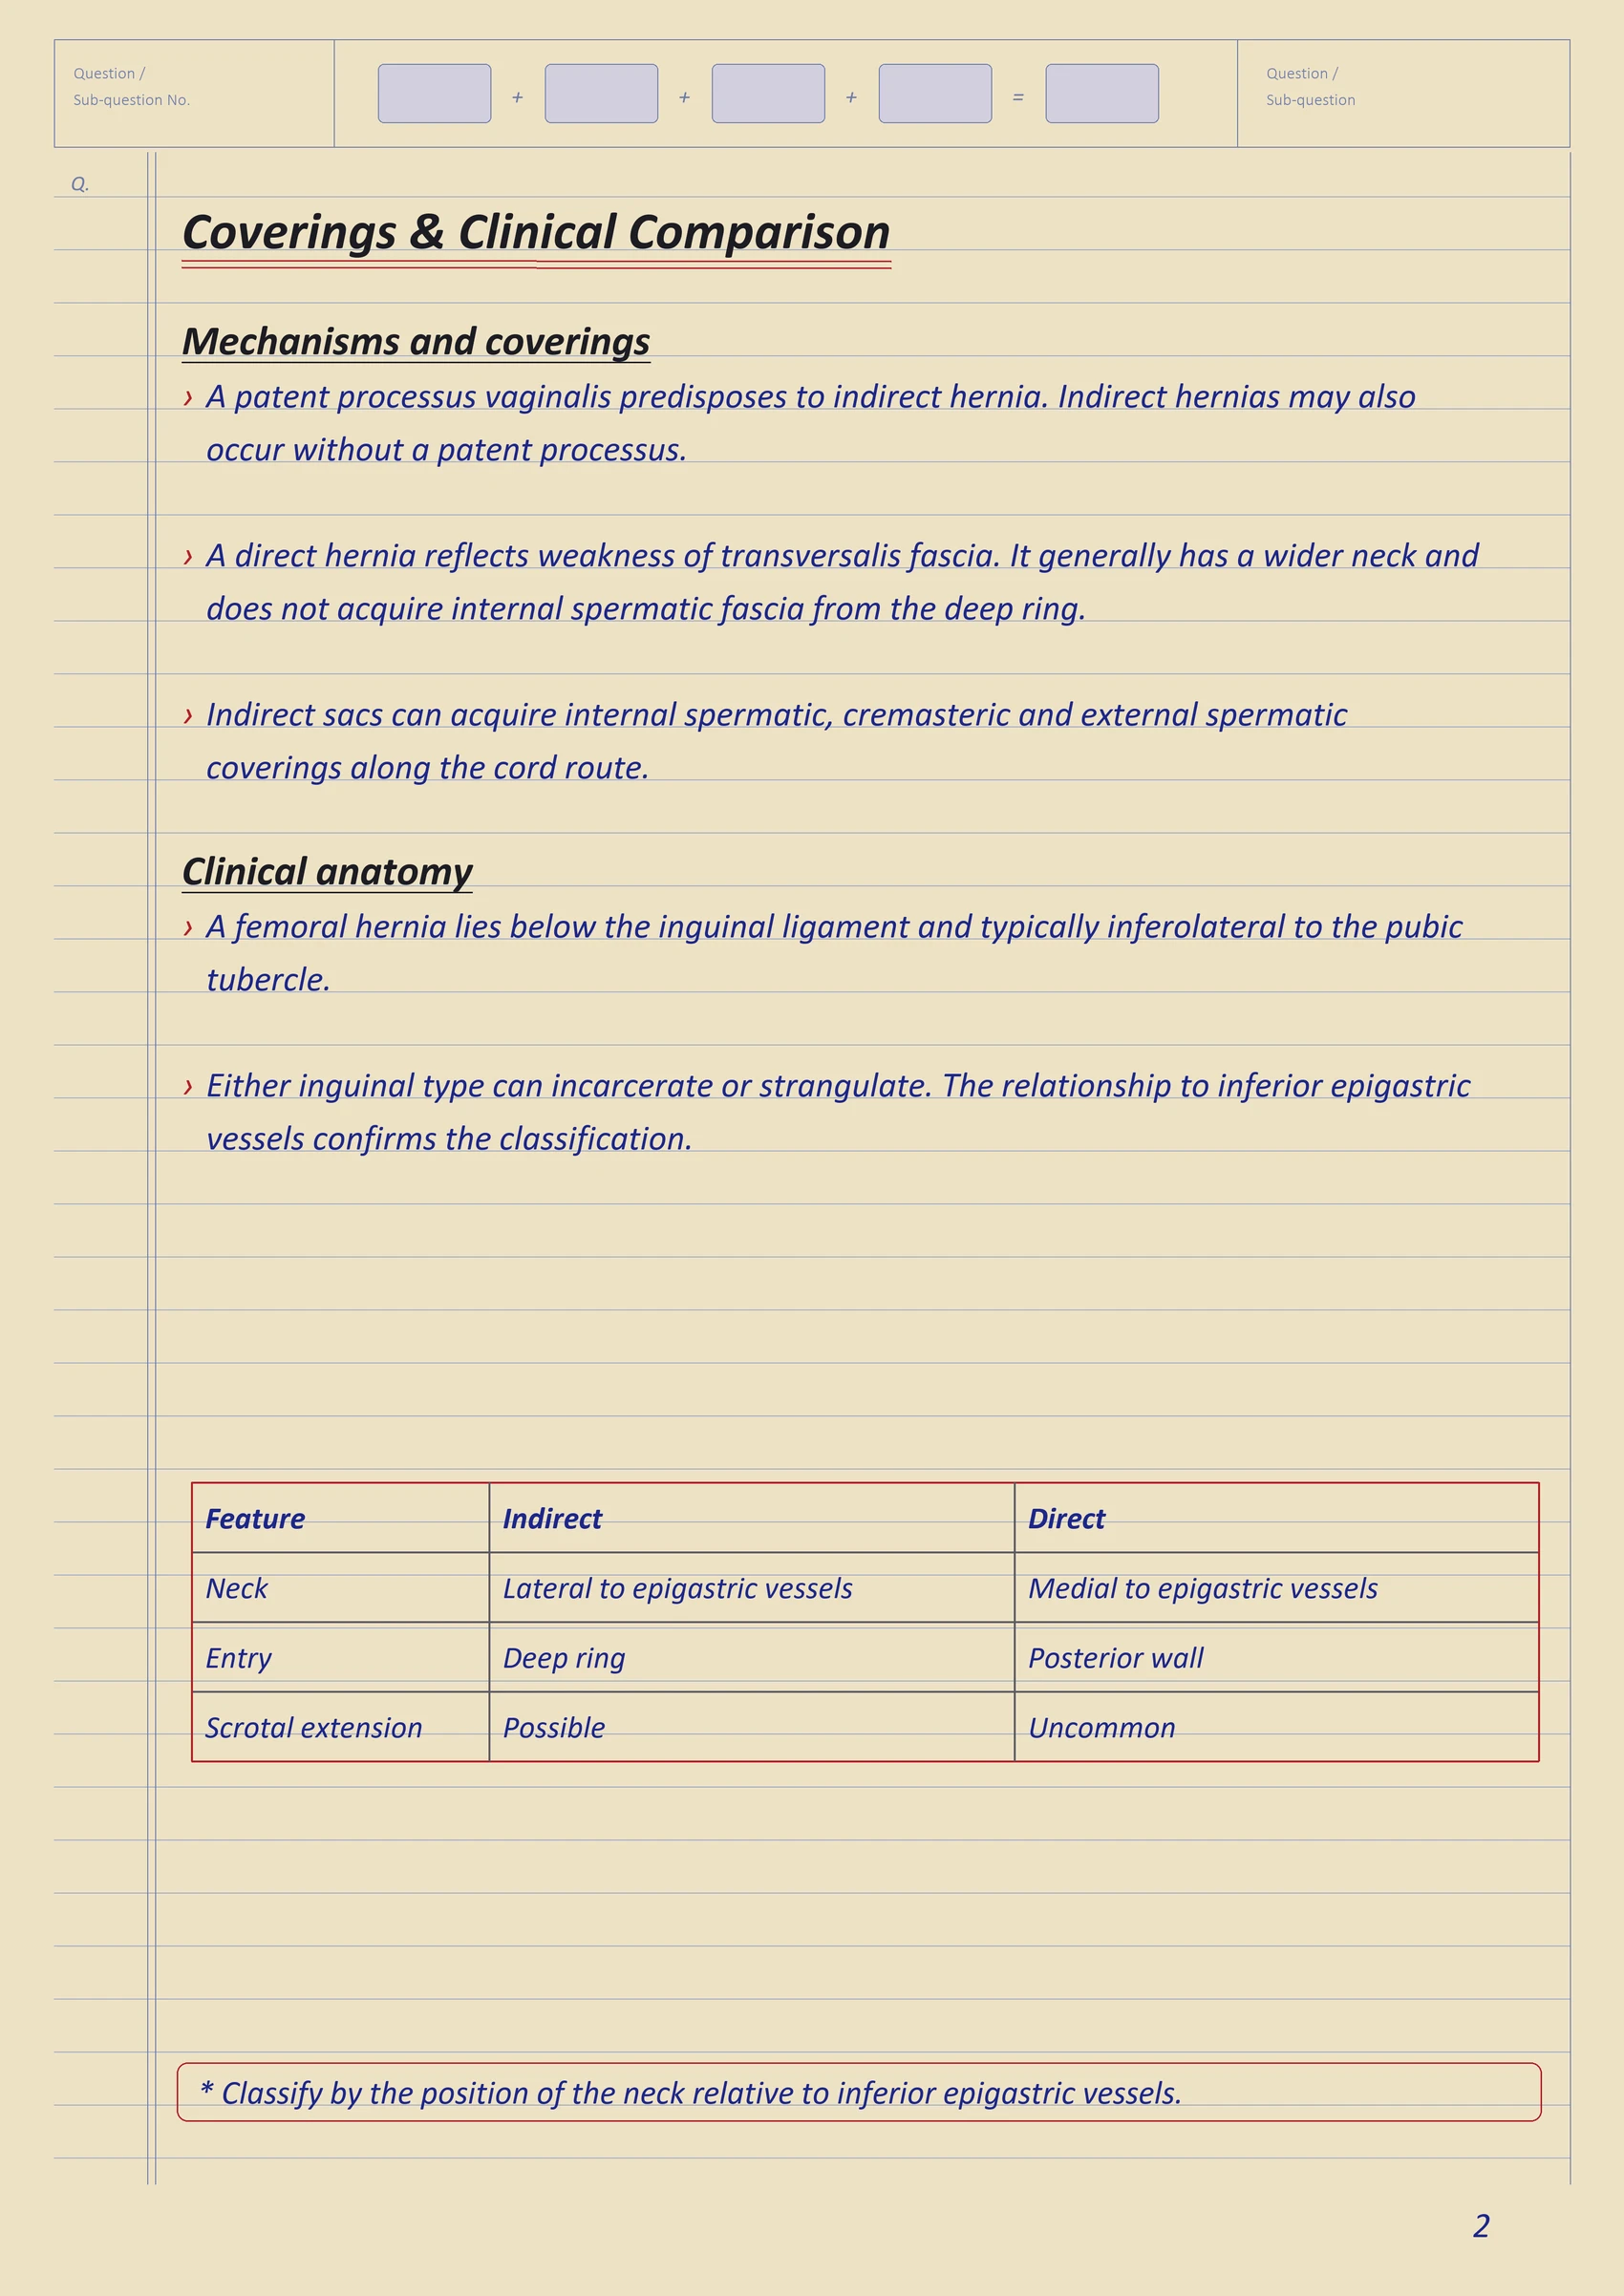 Question /
Sub-question No.
+ + + =
Question /
Sub-question
Q.
Coverings & Clinical Comparison
Mechanisms and coverings
› A patent processus vaginalis predisposes to indirect hernia. Indirect hernias may also
occur without a patent processus.
› A direct hernia reflects weakness of transversalis fascia. It generally has a wider neck and
does not acquire internal spermatic fascia from the deep ring.
› Indirect sacs can acquire internal spermatic, cremasteric and external spermatic
coverings along the cord route.
Clinical anatomy
› A femoral hernia lies below the inguinal ligament and typically inferolateral to the pubic
tubercle.
› Either inguinal type can incarcerate or strangulate. The relationship to inferior epigastric
vessels confirms the classification.
Feature Indirect Direct
Neck Lateral to epigastric vessels Medial to epigastric vessels
Entry Deep ring Posterior wall
Scrotal extension Possible Uncommon
* Classify by the position of the neck relative to inferior epigastric vessels.
2